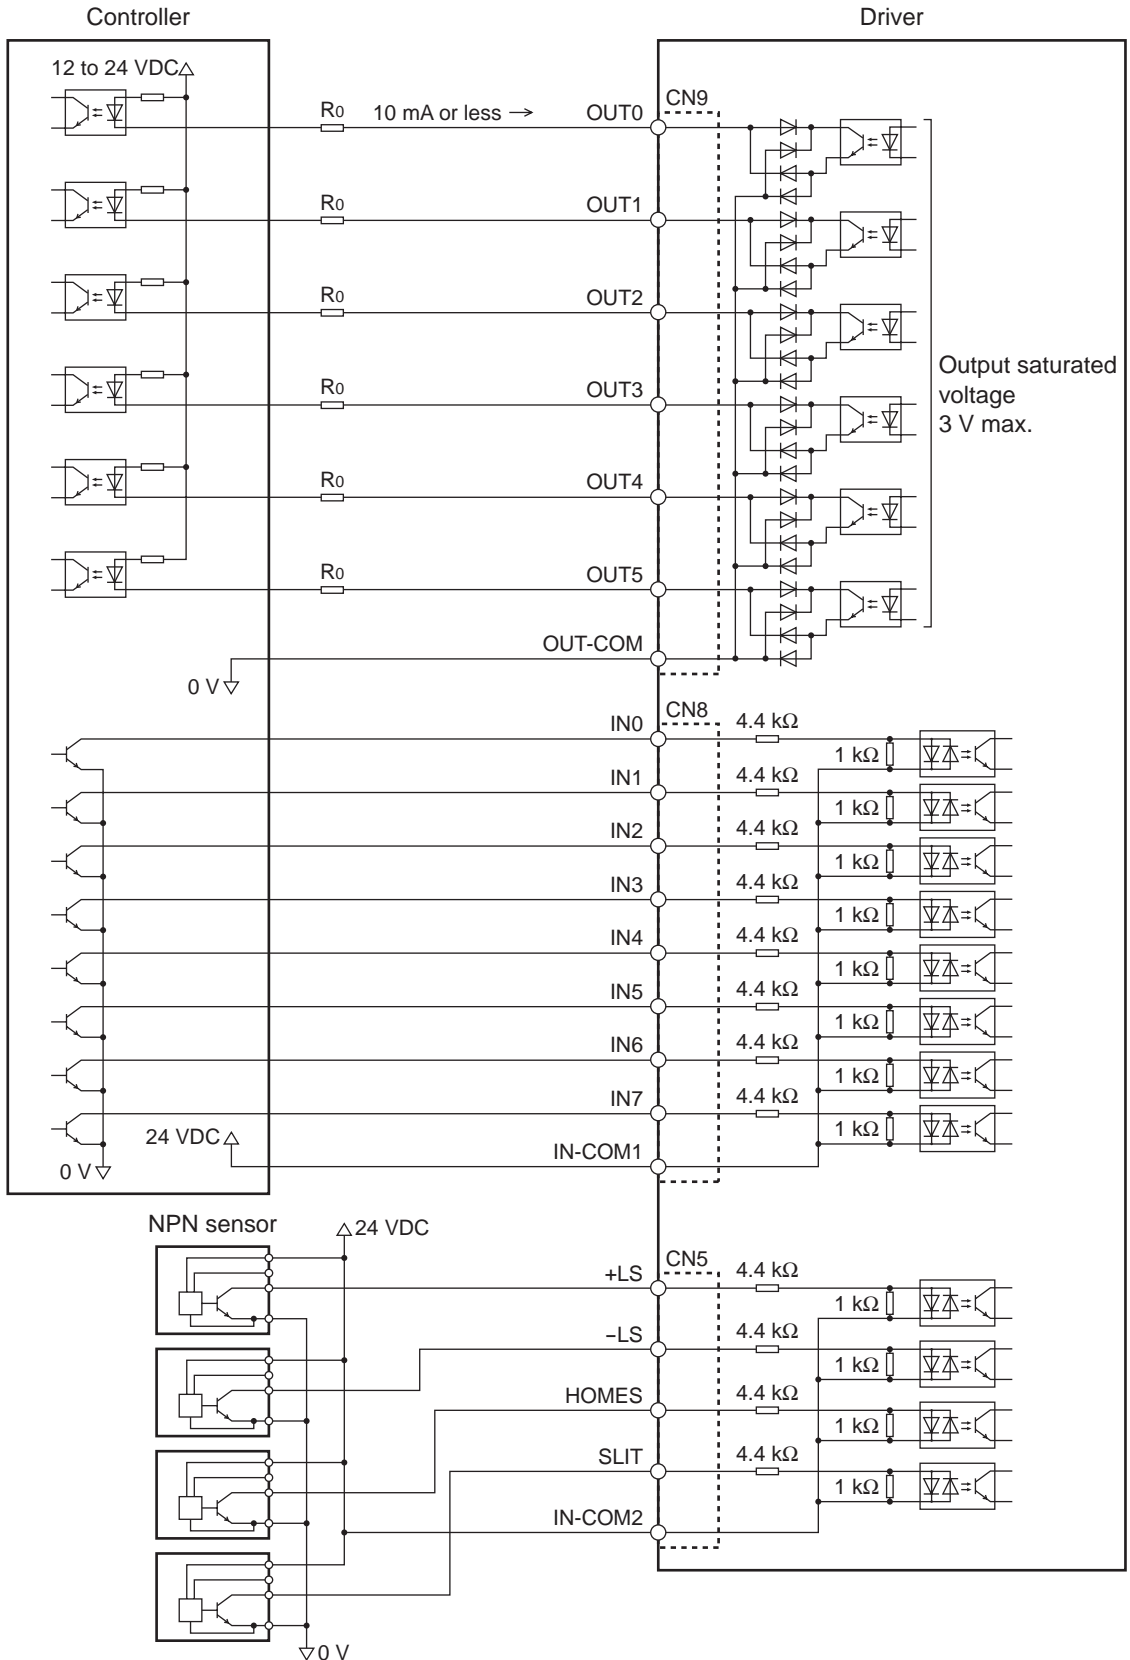 Controller
Driver
12 to 24 VDC
CN9
R0
10 mA or less →
OUT0
R0
OUT1
R0
OUT2
R0
OUT3
R0
OUT4
R0
OUT5
Output saturated
voltage
3 V max.
OUT-COM
0 V
CN8
IN0
4.4 kΩ
1 kΩ
IN1
4.4 kΩ
1 kΩ
IN2
4.4 kΩ
1 kΩ
IN3
4.4 kΩ
1 kΩ
IN4
4.4 kΩ
1 kΩ
IN5
4.4 kΩ
1 kΩ
IN6
4.4 kΩ
1 kΩ
IN7
4.4 kΩ
1 kΩ
24 VDC
IN-COM1
0 V
NPN sensor
24 VDC
CN5
+LS
4.4 kΩ
1 kΩ
−LS
4.4 kΩ
1 kΩ
HOMES
4.4 kΩ
1 kΩ
SLIT
4.4 kΩ
1 kΩ
IN-COM2
0 V